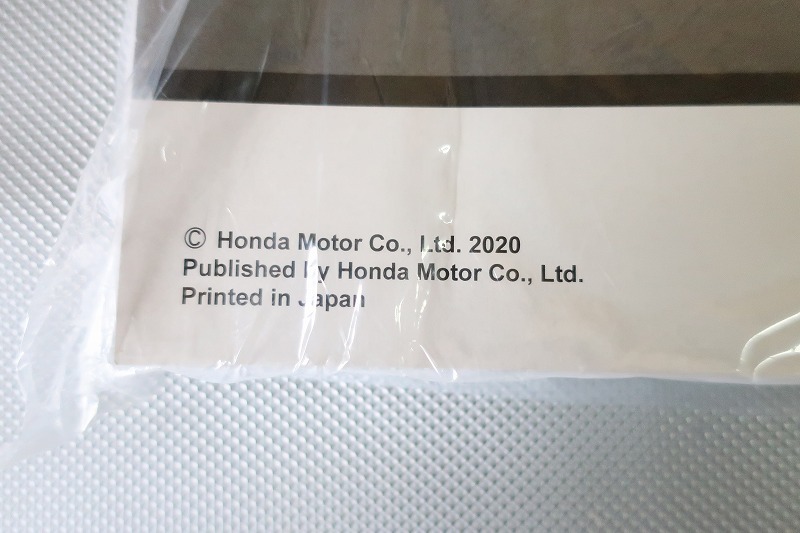 © Honda Motor Co., Ltd. 2020
Published by Honda Motor Co., Ltd.
Printed in Japan